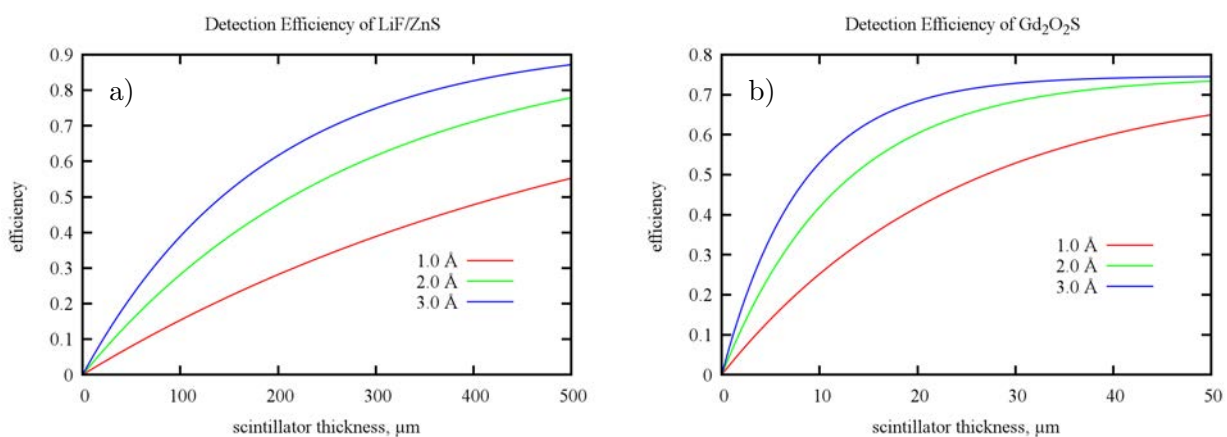 Detection Efficiency of LiF/ZnS
a)
0.9
0.8
0.7
0.6
0.5
0.4
0.3
0.2
0.1
0
efficiency
1.0 Å
2.0 Å
3.0 Å
0 100 200 300 400 500
scintillator thickness, μm
Detection Efficiency of Gd₂O₂S
b)
0.8
0.7
0.6
0.5
0.4
0.3
0.2
0.1
0
efficiency
1.0 Å
2.0 Å
3.0 Å
0 10 20 30 40 50
scintillator thickness, μm